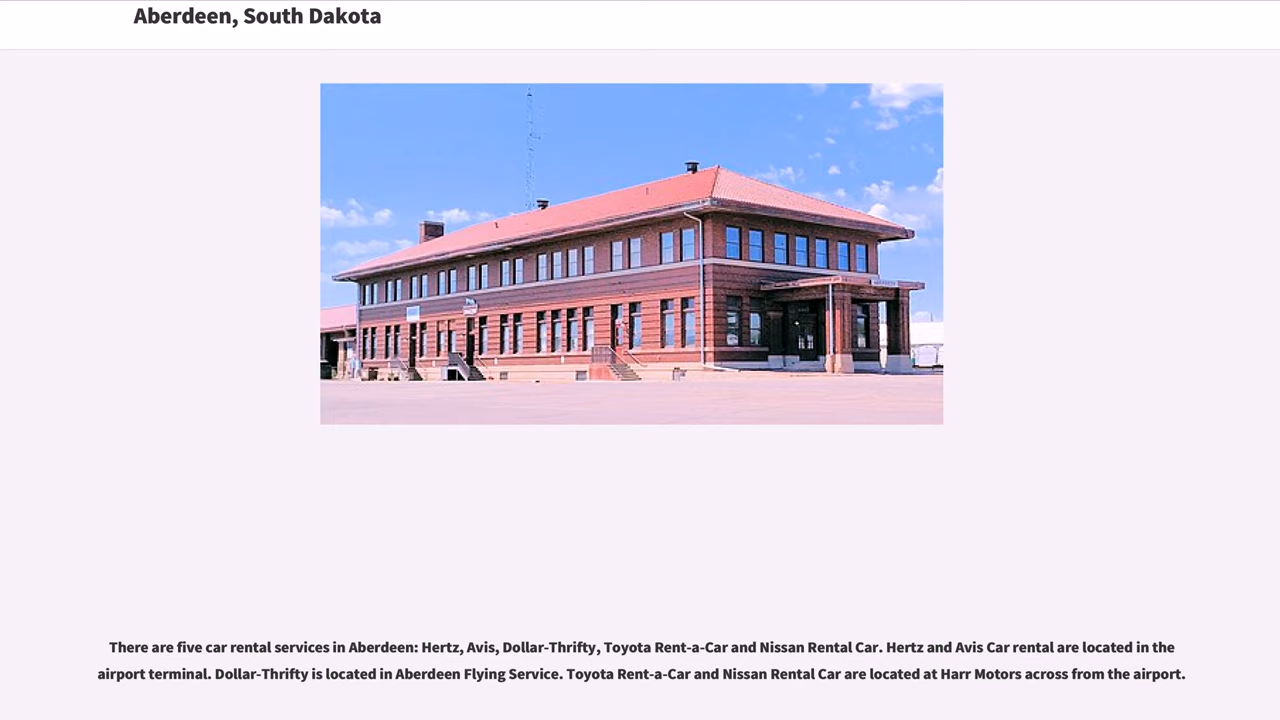 Aberdeen, South Dakota
There are five car rental services in Aberdeen: Hertz, Avis, Dollar-Thrifty, Toyota Rent-a-Car and Nissan Rental Car. Hertz and Avis Car rental are located in the
airport terminal. Dollar-Thrifty is located in Aberdeen Flying Service. Toyota Rent-a-Car and Nissan Rental Car are located at Harr Motors across from the airport.